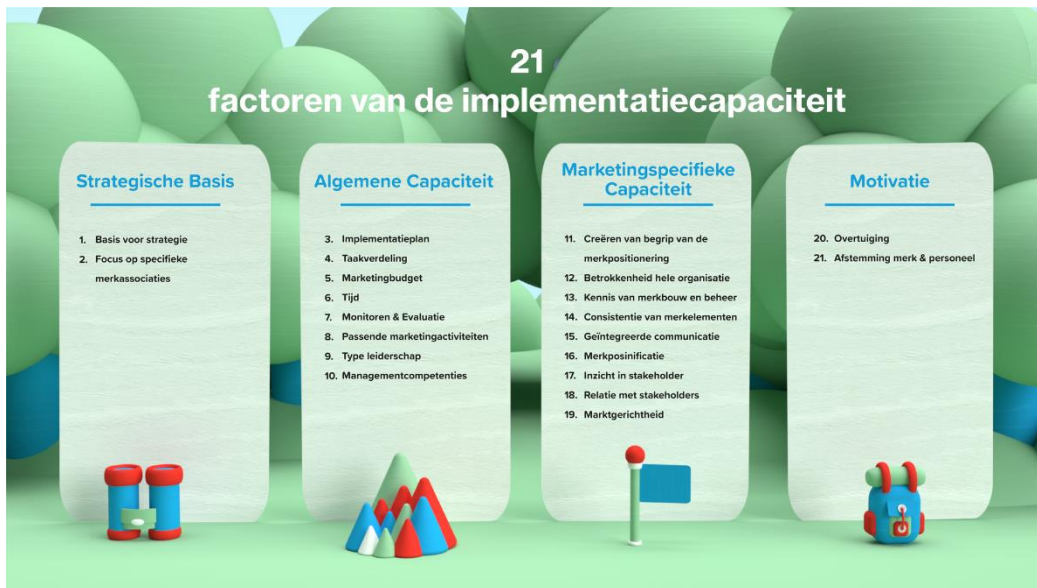 21
factoren van de implementatiecapaciteit
Strategische Basis
1. Basis voor strategie
2. Focus op specifieke
merkassociaties
Algemene Capaciteit
3. Implementatieplan
4. Taakverdeling
5. Marketingbudget
6. Tijd
7. Monitoren & Evaluatie
8. Passende marketingactiviteiten
9. Type leiderschap
10. Managementcompetenties
Marketingspecifieke
Capaciteit
11. Creëren van begrip van de
merkpositionering
12. Betrokkenheid hele organisatie
13. Kennis van merkbouw en beheer
14. Consistentie van merkelementen
15. Geïntegreerde communicatie
16. Merkposinificatie
17. Inzicht in stakeholder
18. Relatie met stakeholders
19. Marktgerichtheid
Motivatie
20. Overtuiging
21. Afstemming merk & personeel